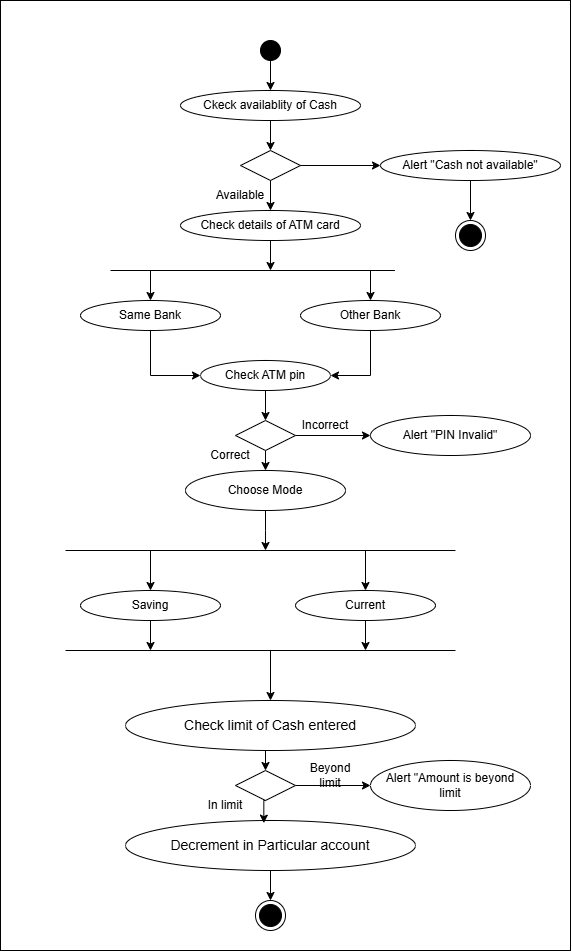 Ckeck availablity of Cash
Alert "Cash not available"
Available
Check details of ATM card
Same Bank
Other Bank
Check ATM pin
Incorrect
Alert "PIN Invalid"
Correct
Choose Mode
Saving
Current
Check limit of Cash entered
Beyond
limit
Alert "Amount is beyond
limit
In limit
Decrement in Particular account